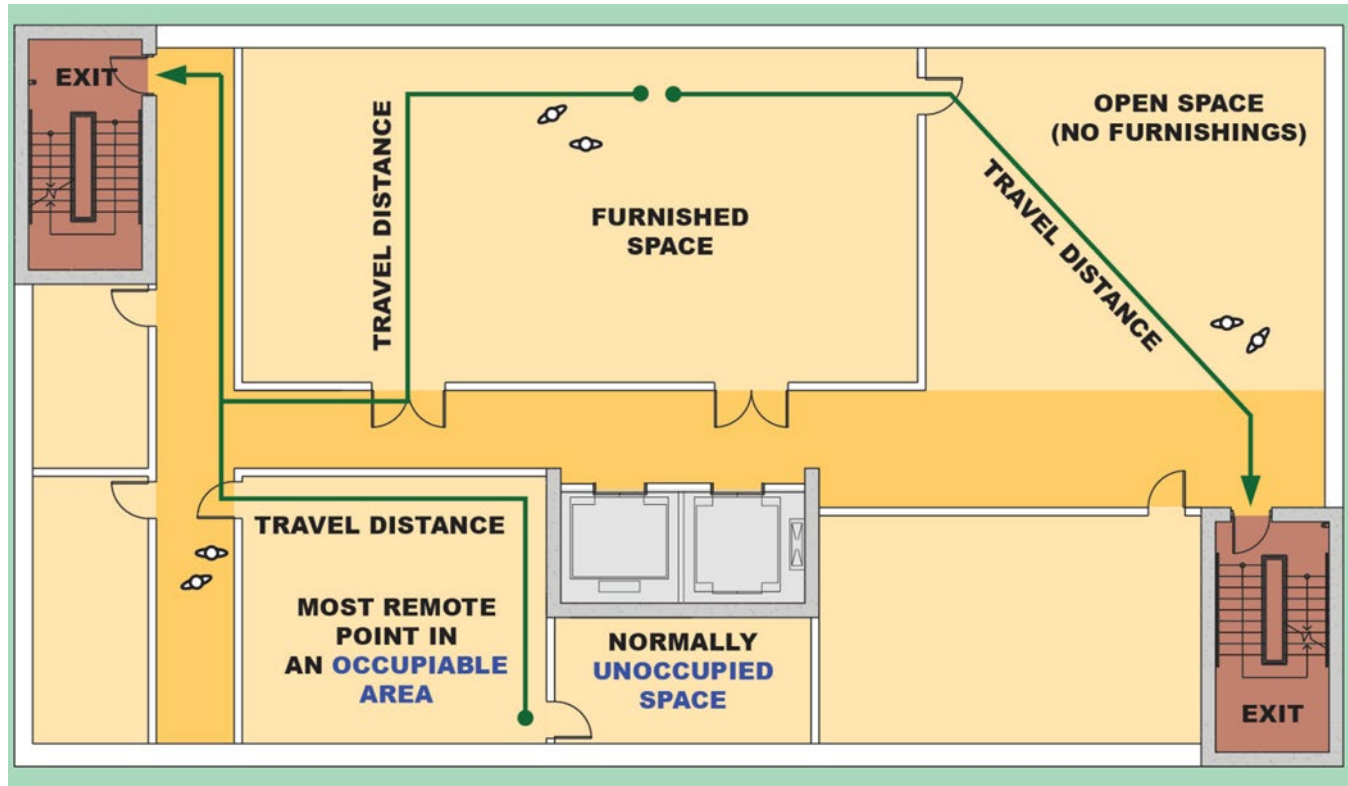 EXIT
OPEN SPACE
(NO FURNISHINGS)
TRAVEL DISTANCE
TRAVEL DISTANCE
FURNISHED
SPACE
TRAVEL DISTANCE
MOST REMOTE
POINT IN
AN OCCUPIABLE
AREA
NORMALLY
UNOCCUPIED
SPACE
EXIT